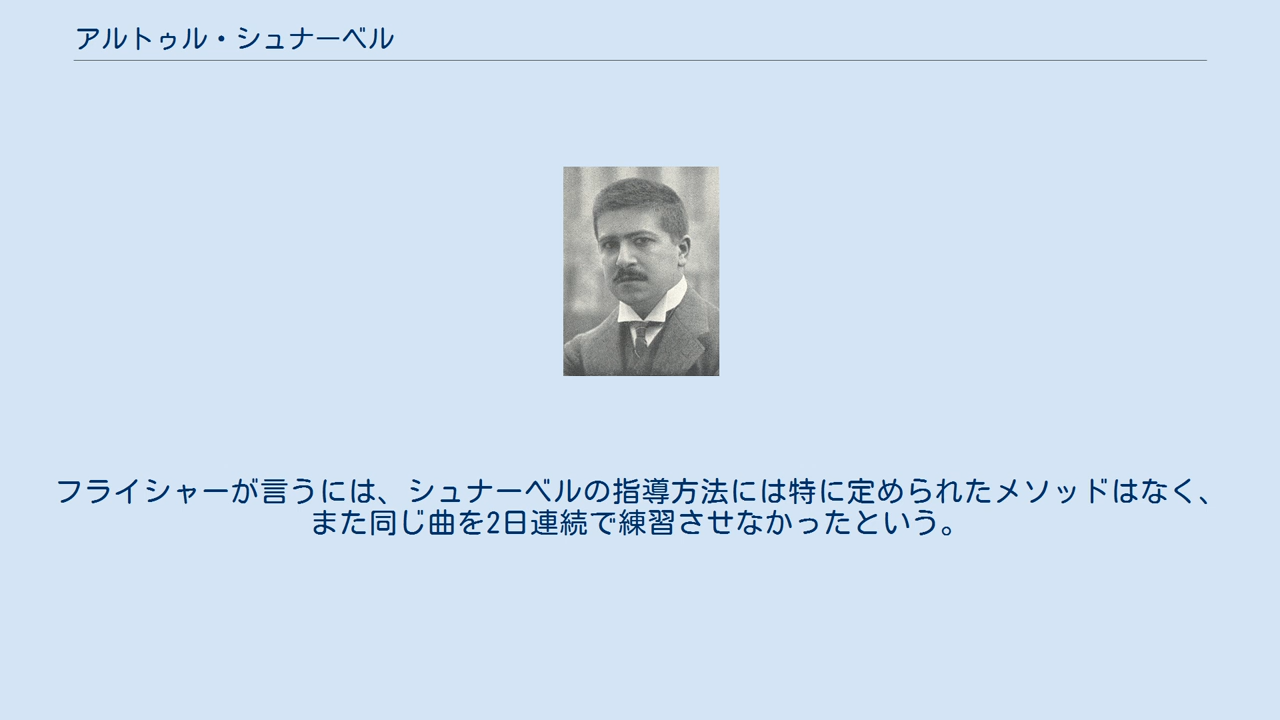 アルトゥル・シュナーベル
フライシャーが言うには、シュナーベルの指導方法には特に定められたメソッドはなく、
また同じ曲を2日連続で練習させなかったという。